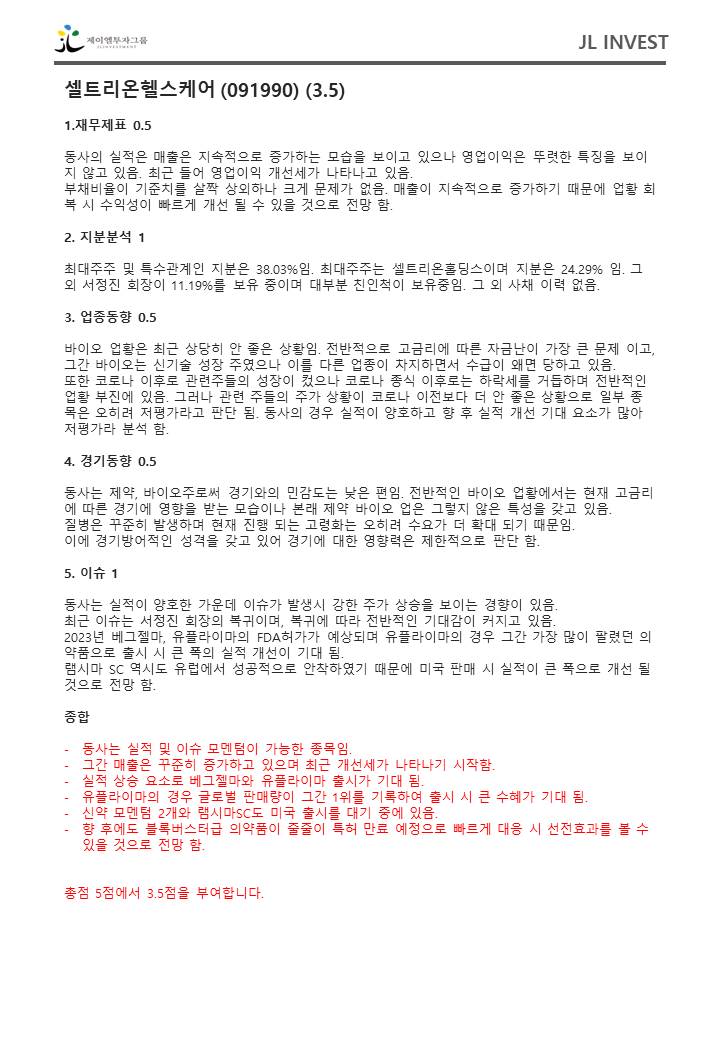 제이엘투자그룹
JL INVESTMENT
JL INVEST
셀트리온헬스케어 (091990) (3.5)
1.재무제표 0.5
동사의 실적은 매출은 지속적으로 증가하는 모습을 보이고 있으나 영업이익은 뚜렷한 특징을 보이
지 않고 있음. 최근 들어 영업이익 개선세가 나타나고 있음.
부채비율이 기준치를 살짝 상외하나 크게 문제가 없음. 매출이 지속적으로 증가하기 때문에 업황 회
복 시 수익성이 빠르게 개선 될 수 있을 것으로 전망 함.
2. 지분분석 1
최대주주 및 특수관계인 지분은 38.03%임. 최대주주는 셀트리온홀딩스이며 지분은 24.29% 임. 그
외 서정진 회장이 11.19%를 보유 중이며 대부분 친인척이 보유중임. 그 외 사채 이력 없음.
3. 업종동향 0.5
바이오 업황은 최근 상당히 안 좋은 상황임. 전반적으로 고금리에 따른 자금난이 가장 큰 문제 이고,
그간 바이오는 신기술 성장 주였으나 이를 다른 업종이 차지하면서 수급이 왜면 당하고 있음.
또한 코로나 이후로 관련주들의 성장이 컸으나 코로나 종식 이후로는 하락세를 거듭하며 전반적인
업황 부진에 있음. 그러나 관련 주들의 주가 상황이 코로나 이전보다 더 안 좋은 상황으로 일부 종
목은 오히려 저평가라고 판단 됨. 동사의 경우 실적이 양호하고 향 후 실적 개선 기대 요소가 많아
저평가라 분석 함.
4. 경기동향 0.5
동사는 제약, 바이오주로써 경기와의 민감도는 낮은 편임. 전반적인 바이오 업황에서는 현재 고금리
에 따른 경기에 영향을 받는 모습이나 본래 제약 바이오 업은 그렇지 않은 특성을 갖고 있음.
질병은 꾸준히 발생하며 현재 진행 되는 고령화는 오히려 수요가 더 확대 되기 때문임.
이에 경기방어적인 성격을 갖고 있어 경기에 대한 영향력은 제한적으로 판단 함.
5. 이슈 1
동사는 실적이 양호한 가운데 이슈가 발생시 강한 주가 상승을 보이는 경향이 있음.
최근 이슈는 서정진 회장의 복귀이며, 복귀에 따라 전반적인 기대감이 커지고 있음.
2023년 베그젤마, 유플라이마의 FDA허가가 예상되며 유플라이마의 경우 그간 가장 많이 팔렸던 의
약품으로 출시 시 큰 폭의 실적 개선이 기대 됨.
램시마 SC 역시도 유럽에서 성공적으로 안착하였기 때문에 미국 판매 시 실적이 큰 폭으로 개선 될
것으로 전망 함.
종합
- 동사는 실적 및 이슈 모멘텀이 가능한 종목임.
- 그간 매출은 꾸준히 증가하고 있으며 최근 개선세가 나타나기 시작함.
- 실적 상승 요소로 베그젤마와 유플라이마 출시가 기대 됨.
- 유플라이마의 경우 글로벌 판매량이 그간 1위를 기록하여 출시 시 큰 수혜가 기대 됨.
- 신약 모멘텀 2개와 램시마SC도 미국 출시를 대기 중에 있음.
- 향 후에도 블록버스터급 의약품이 줄줄이 특허 만료 예정으로 빠르게 대응 시 선전효과를 볼 수
있을 것으로 전망 함.
총점 5점에서 3.5점을 부여합니다.